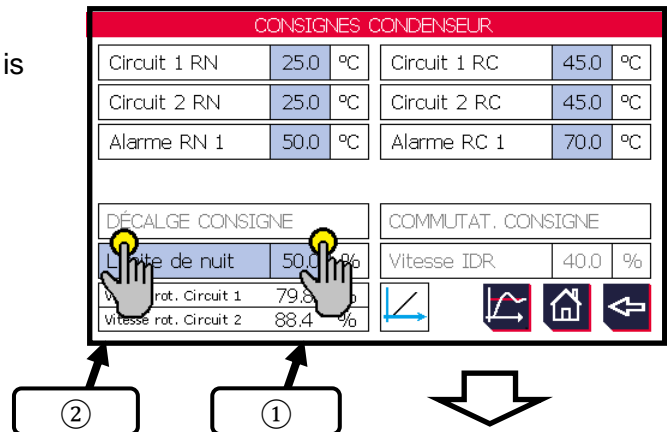 CONSIGNES CONDENSEUR
is
Circuit 1 RN 25.0 °C Circuit 1 RC 45.0 °C
Circuit 2 RN 25.0 °C Circuit 2 RC 45.0 °C
Alarme RN 1 50.0 °C Alarme RC 1 70.0 °C
DÉCALGE CONSIGNE COMMUTAT. CONSIGNE
de nuit 50.0 % Vitesse IDR 40.0 %
rot. Circuit 1 79.8 %
Vitesse rot. Circuit 2 88.4 %
② ①